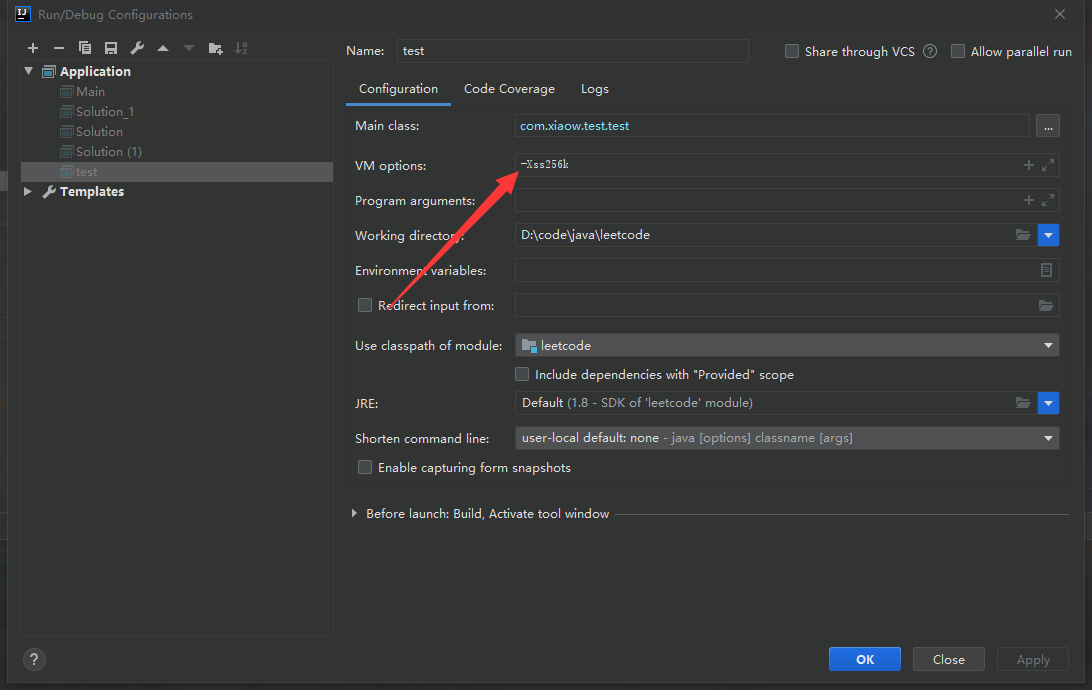 Run/Debug Configurations
Name: test
Share through VCS ? Allow parallel run
Application
Main
Solution_1
Solution
Solution (1)
test
Templates
Configuration Code Coverage Logs
Main class: com.xiaow.test.test ...
VM options: -Xss256k
Program arguments:
Working directory: D:\code\java\leetcode
Environment variables:
Redirect input from:
Use classpath of module: leetcode
Include dependencies with "Provided" scope
JRE: Default (1.8 - SDK of 'leetcode' module)
Shorten command line: user-local default: none - java [options] classname [args]
Enable capturing form snapshots
Before launch: Build, Activate tool window
? OK Close Apply